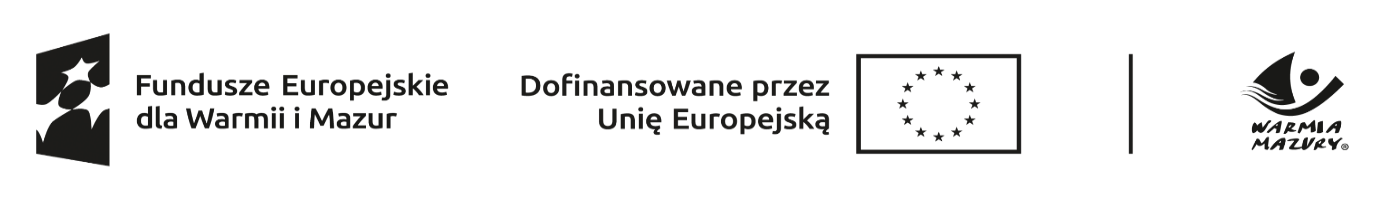 Fundusze Europejskie
dla Warmii i Mazur
Dofinansowane przez
Unię Europejską
WARMIA
MAZURY®